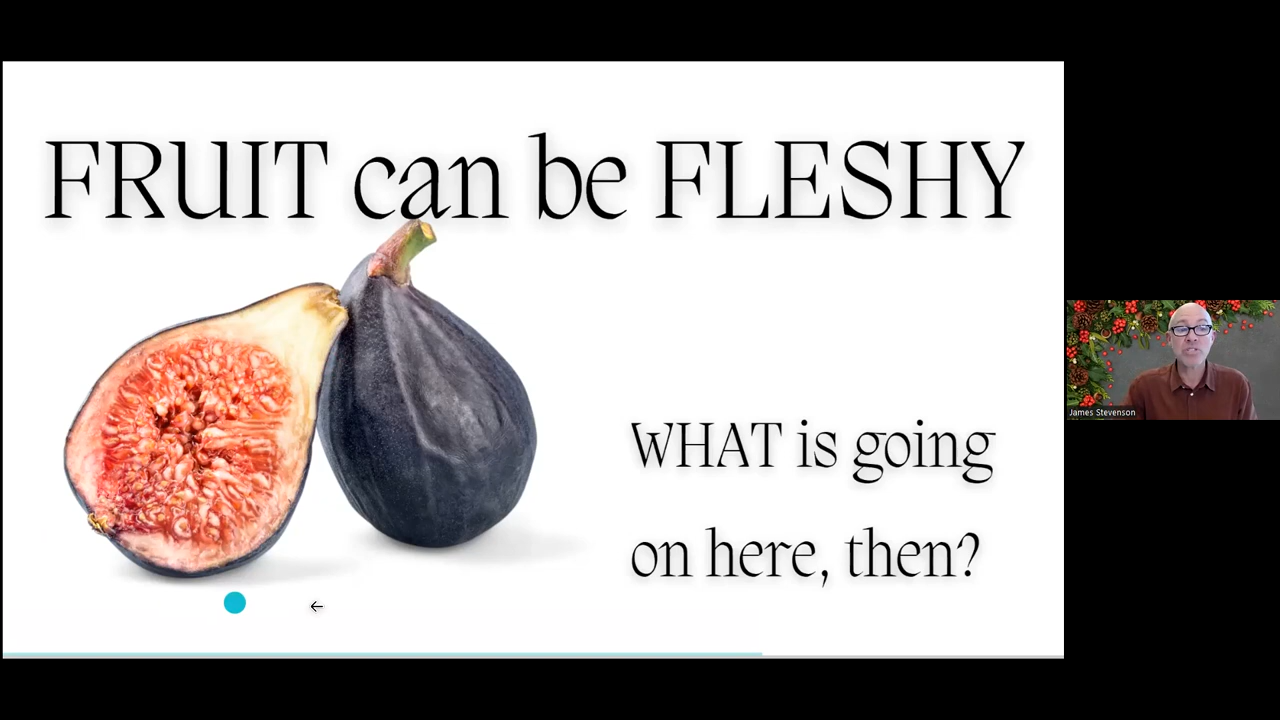 FRUIT can be FLESHY
WHAT is going
on here, then?
James Stevenson